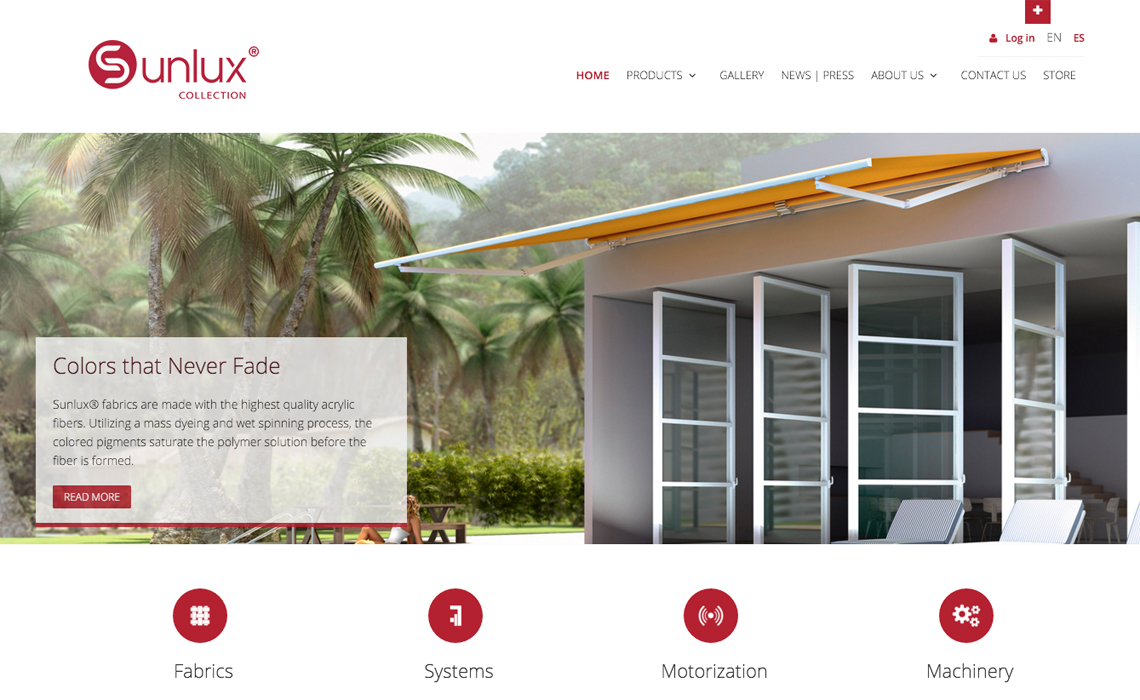 Log in EN ES
Sunlux®
COLLECTION
HOME PRODUCTS GALLERY NEWS | PRESS ABOUT US CONTACT US STORE
Colors that Never Fade
Sunlux® fabrics are made with the highest quality acrylic
fibers. Utilizing a mass dyeing and wet spinning process, the
colored pigments saturate the polymer solution before the
fiber is formed.
READ MORE
Fabrics Systems Motorization Machinery